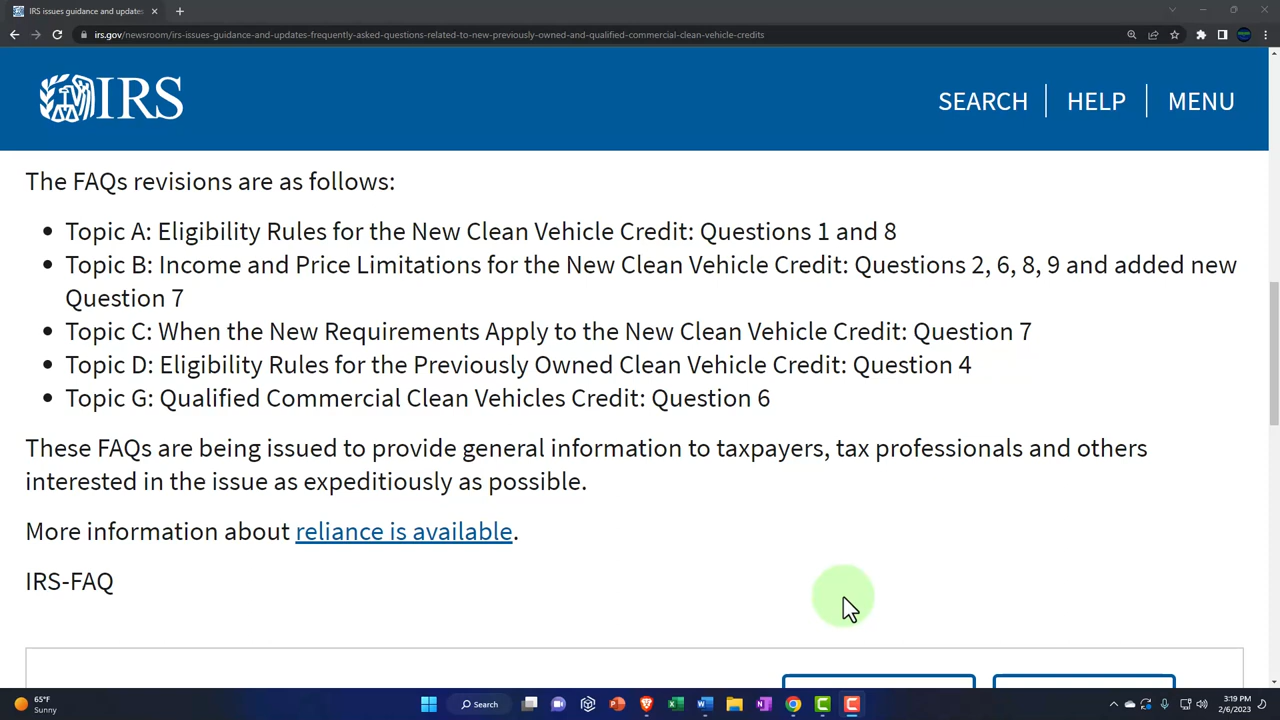 IRS issues guidance and updates
irs.gov/newsroom/irs-issues-guidance-and-updates-frequently-asked-questions-related-to-new-previously-owned-and-qualified-commercial-clean-vehicle-credits
IRS
SEARCH
HELP
MENU
The FAQs revisions are as follows:
Topic A: Eligibility Rules for the New Clean Vehicle Credit: Questions 1 and 8
Topic B: Income and Price Limitations for the New Clean Vehicle Credit: Questions 2, 6, 8, 9 and added new
Question 7
Topic C: When the New Requirements Apply to the New Clean Vehicle Credit: Question 7
Topic D: Eligibility Rules for the Previously Owned Clean Vehicle Credit: Question 4
Topic G: Qualified Commercial Clean Vehicles Credit: Question 6
These FAQs are being issued to provide general information to taxpayers, tax professionals and others
interested in the issue as expeditiously as possible.
More information about reliance is available.
IRS-FAQ
65°F
Sunny
Search
3:19 PM
2/6/2023